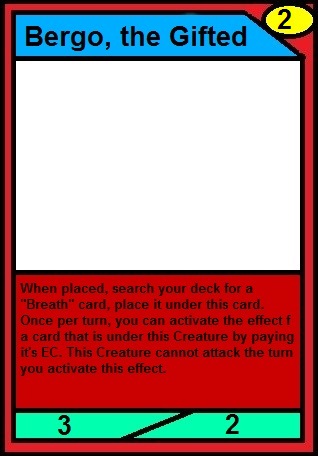 Bergo, the Gifted
2
When placed, search your deck for a
"Breath" card, place it under this card.
Once per turn, you can activate the effect f
a card that is under this Creature by paying
it's EC. This Creature cannot attack the turn
you activate this effect.
3 / 2